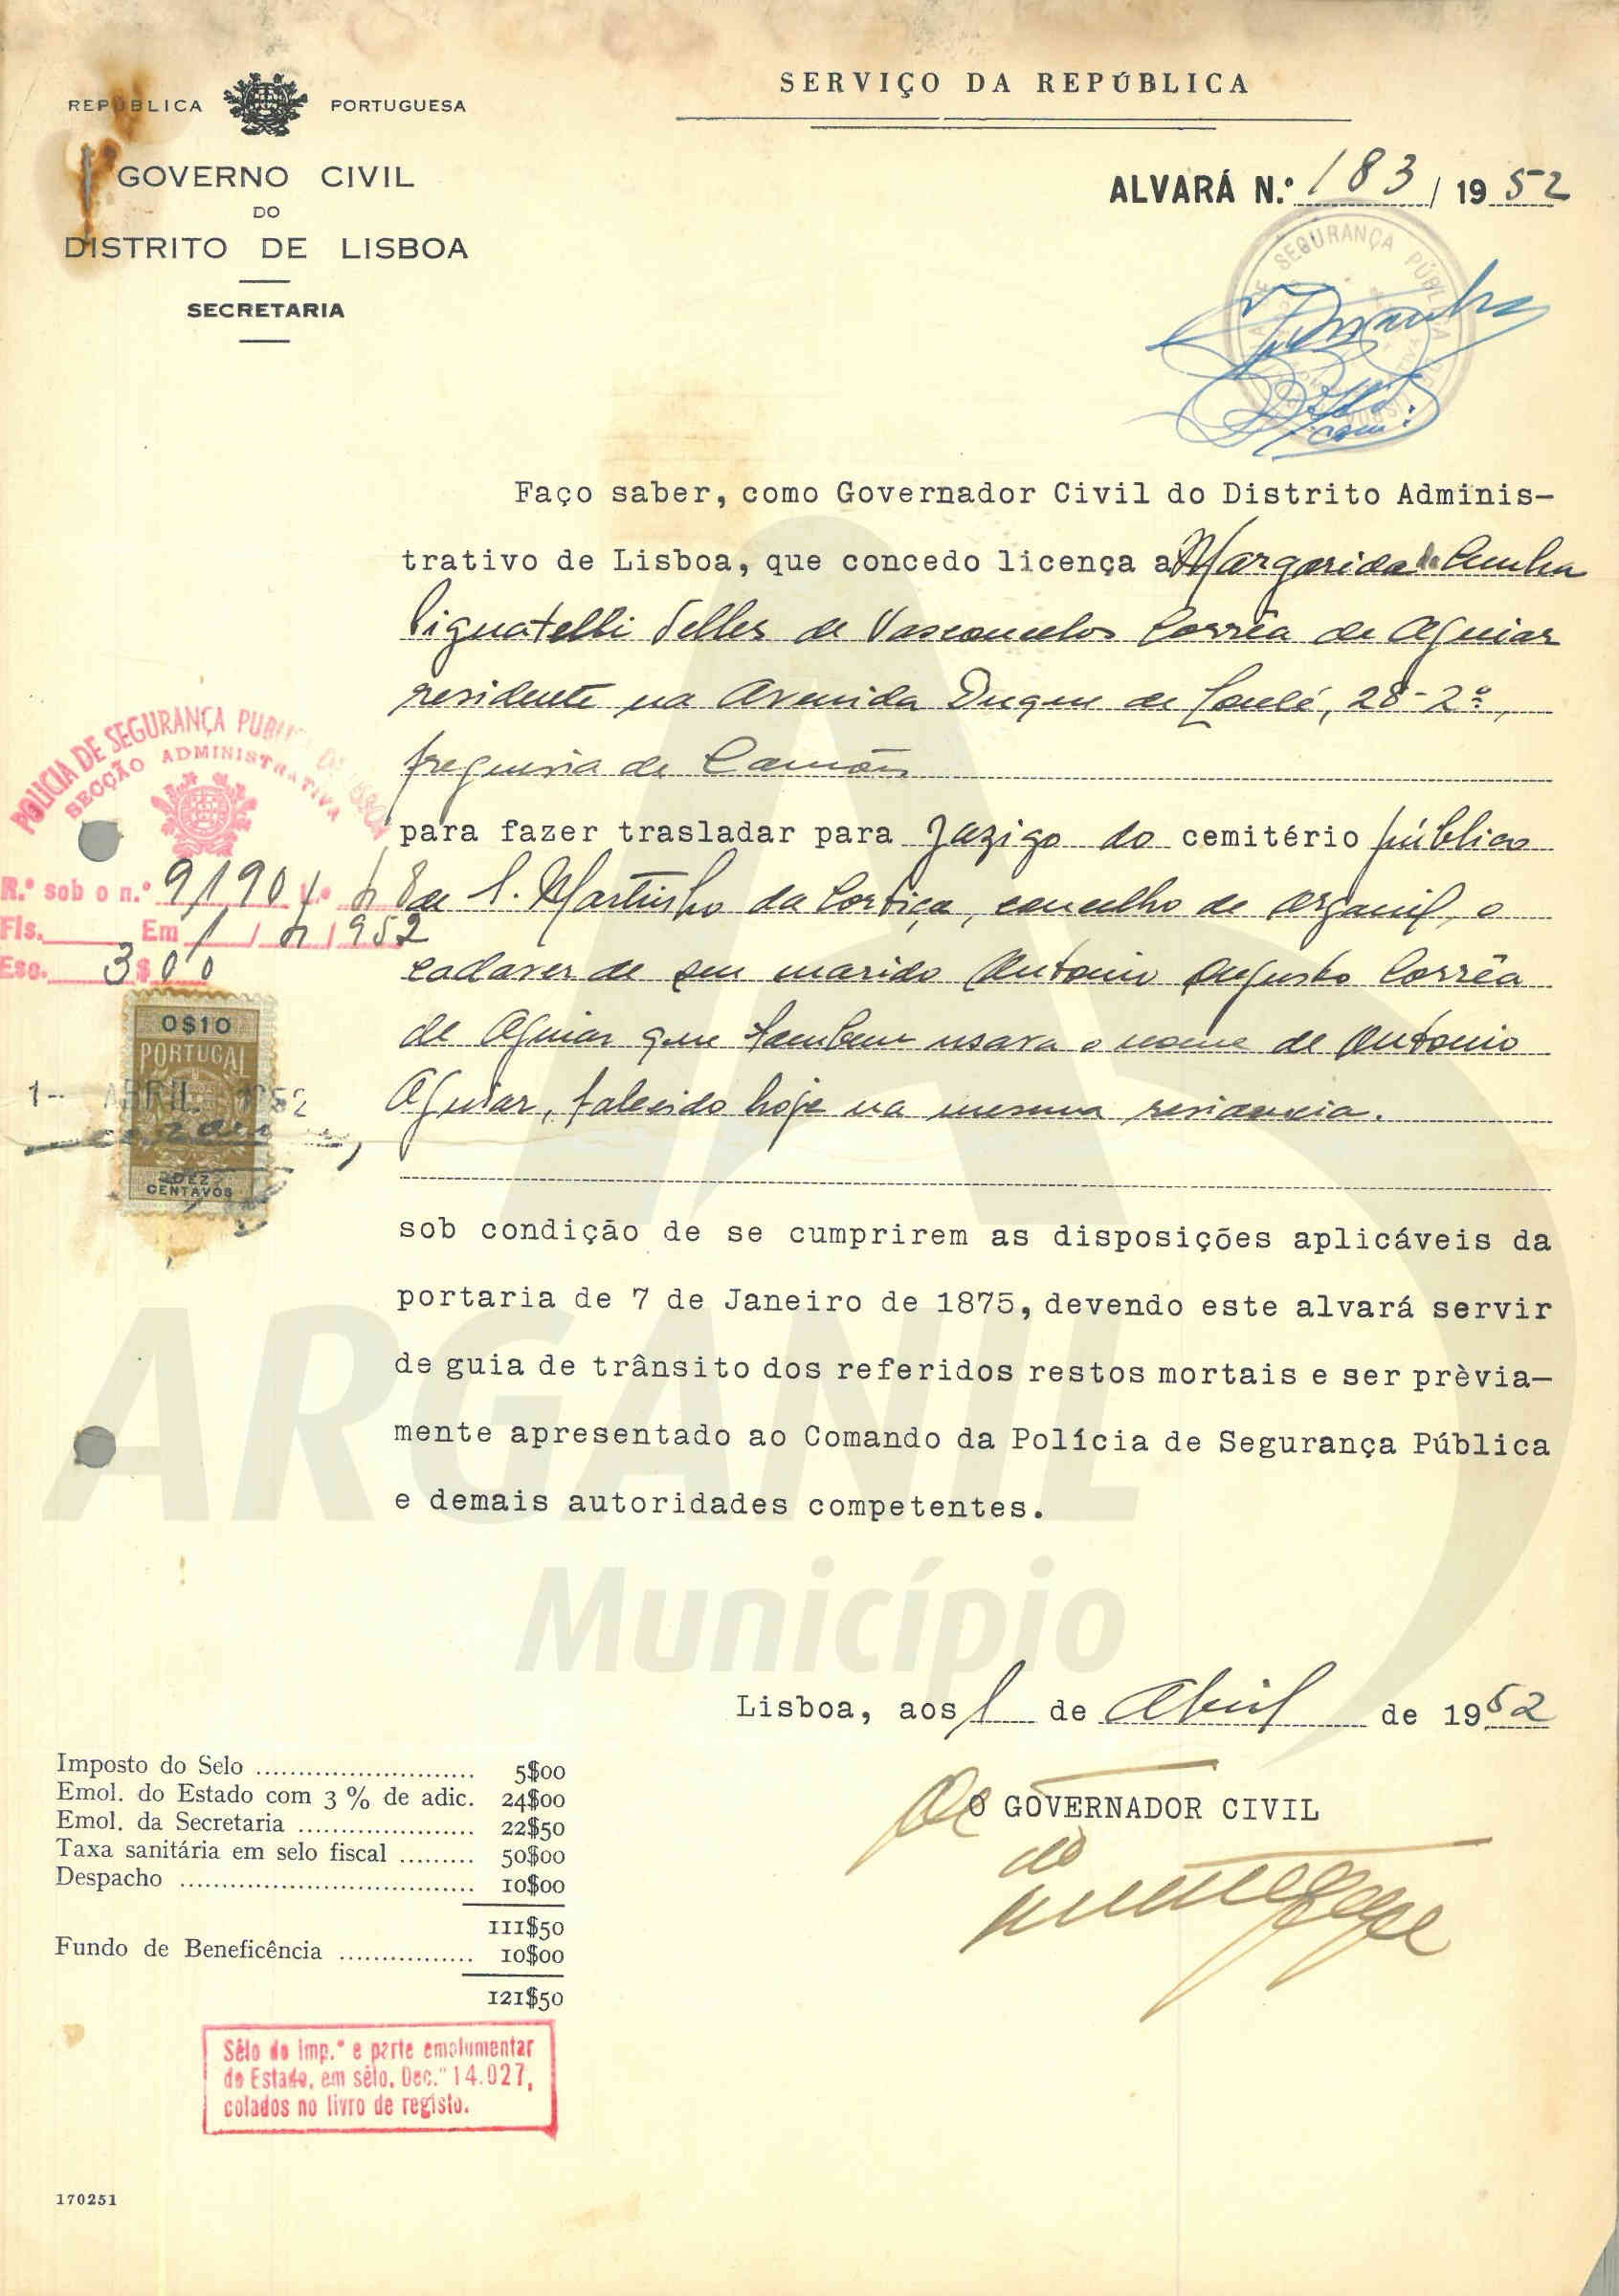 SERVIÇO DA REPÚBLICA
REPÚBLICA PORTUGUESA
GOVERNO CIVIL
DO
DISTRITO DE LISBOA
SECRETARIA
ALVARÁ N.º 183 / 1952
SEGURANÇA PÚBLICA
Faço saber, como Governador Civil do Distrito Adminis-
trativo de Lisboa, que concedo licença a Margarida da Cunha
Pignatelli Telles de Vasconcelos Corrêa de Aguiar
residente na Avenida Duque de Loulé, 28-2º,
freguesia de Camões
para fazer trasladar para Jazigo do cemitério público
de S. Martinho da Cortiça, concelho de Arganil, o
cadaver de seu marido Antonio Augusto Corrêa
de Aguiar que tambem usava o nome de Antonio
Aguiar, falecido hoje na mesma residencia.
POLICIA DE SEGURANÇA PUBLICA DE LISBOA
SECÇÃO ADMINISTRATIVA
R.º sob o n.º 9190
Fls. Em 1 / 4 / 1952
Esc. 3$00
0$10
PORTUGAL
1- ABRIL 1952
DEZ
CENTAVOS
sob condição de se cumprirem as disposições aplicáveis da
portaria de 7 de Janeiro de 1875, devendo este alvará servir
de guia de trânsito dos referidos restos mortais e ser prèvia-
mente apresentado ao Comando da Polícia de Segurança Pública
e demais autoridades competentes.
ARGANIL
Município
Lisboa, aos 1 de Abril de 1952
O GOVERNADOR CIVIL
Imposto do Selo .......................... 5$00
Emol. do Estado com 3 % de adic. 24$00
Emol. da Secretaria ..................... 22$50
Taxa sanitária em selo fiscal ......... 50$00
Despacho ................................... 10$00
111$50
Fundo de Beneficência ................ 10$00
121$50
Sêlo do Imp.º e parte emolumentar
do Estado, em sêlo, Dec.º 14.027,
colados no livro de registo.
170251